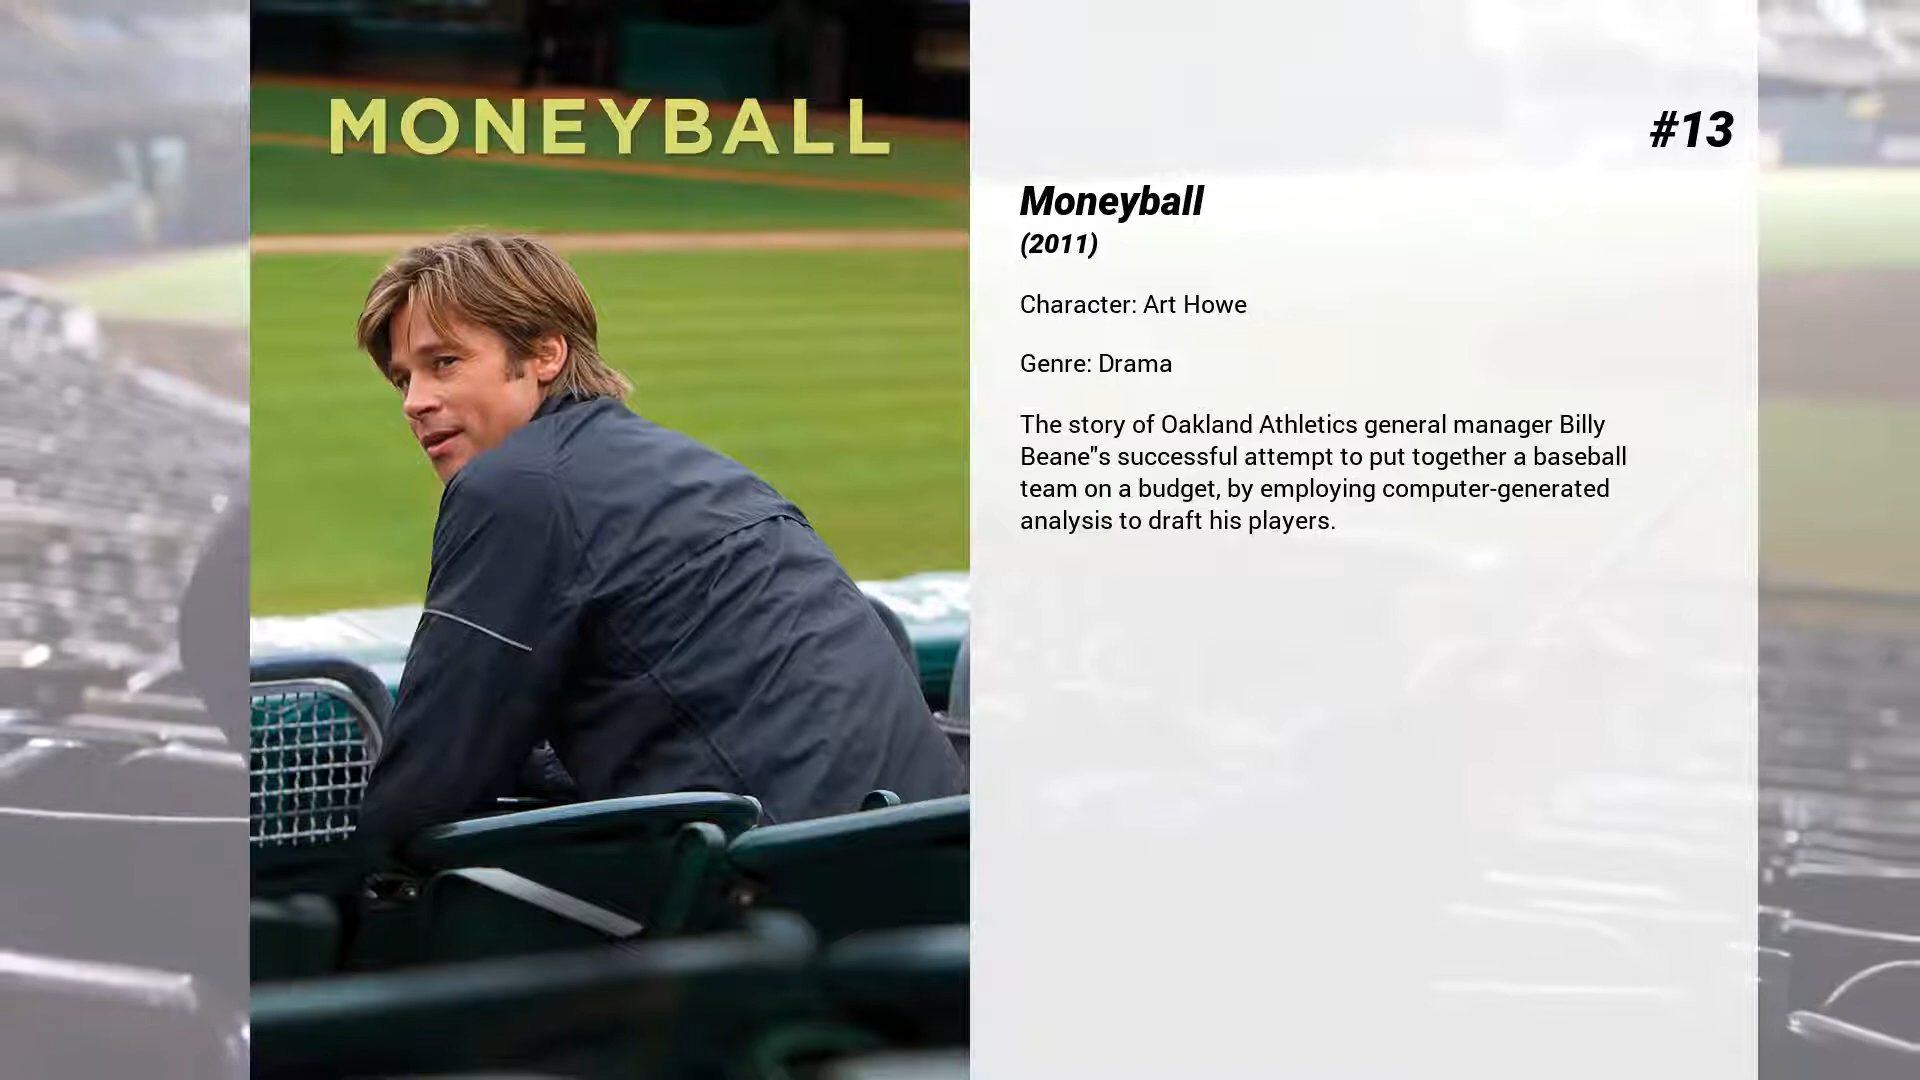 MONEYBALL
#13
Moneyball
(2011)
Character: Art Howe
Genre: Drama
The story of Oakland Athletics general manager Billy
Beane"s successful attempt to put together a baseball
team on a budget, by employing computer-generated
analysis to draft his players.